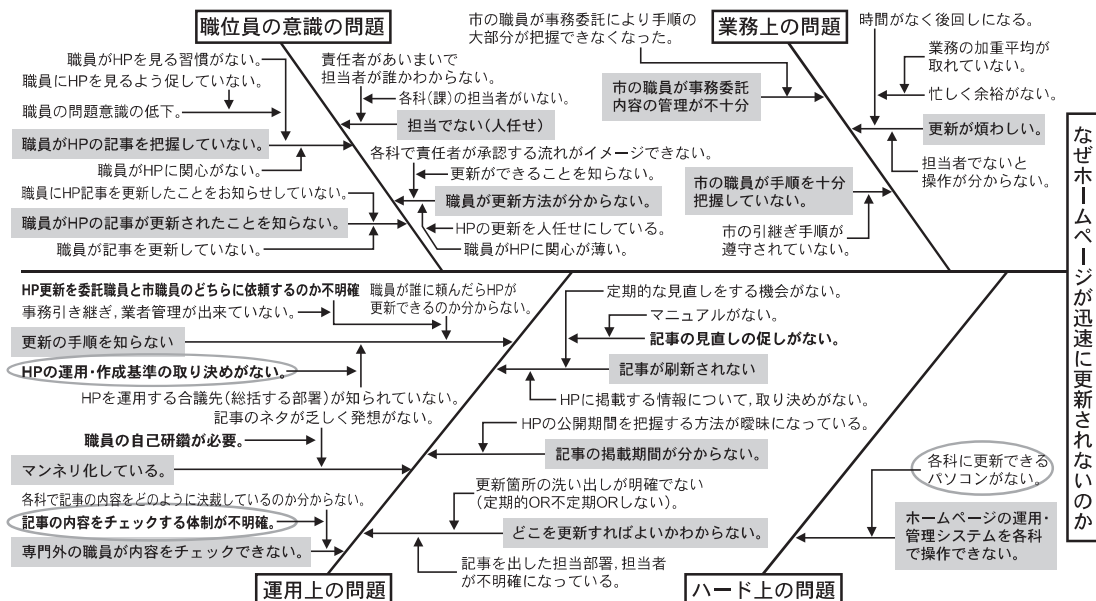 職位員の意識の問題
職員がHPを見る習慣がない。
職員にHPを見るよう促していない。
職員の問題意識の低下。
職員がHPの記事を把握していない。
職員がHPに関心がない。
職員にHP記事を更新したことをお知らせしていない。
職員がHPの記事が更新されたことを知らない。
職員が記事を更新していない。
責任者があいまいで
担当者が誰かわからない。
各科(課)の担当者がいない。
担当でない(人任せ)
各科で責任者が承認する流れがイメージできない。
更新ができることを知らない。
職員が更新方法が分からない。
HPの更新を人任せにしている。
職員がHPに関心が薄い。
業務上の問題
市の職員が事務委託により手順の
大部分が把握できなくなった。
市の職員が事務委託
内容の管理が不十分
市の職員が手順を十分
把握していない。
市の引継ぎ手順が
遵守されていない。
時間がなく後回しになる。
業務の加重平均が
取れていない。
忙しく余裕がない。
更新が煩わしい。
担当者でないと
操作が分からない。
なぜホームページが迅速に更新されないのか
HP更新を委託職員と市職員のどちらに依頼するのか不明確
事務引き継ぎ,業者管理が出来ていない。
職員が誰に頼んだらHPが
更新できるのか分からない。
更新の手順を知らない
HPの運用・作成基準の取り決めがない。
HPを運用する合議先(総括する部署)が知られていない。
記事のネタが乏しく発想がない。
職員の自己研鑽が必要。
マンネリ化している。
各科で記事の内容をどのように決裁しているのか分からない。
記事の内容をチェックする体制が不明確。
専門外の職員が内容をチェックできない。
運用上の問題
定期的な見直しをする機会がない。
マニュアルがない。
記事の見直しの促しがない。
記事が刷新されない
HPに掲載する情報について,取り決めがない。
HPの公開期間を把握する方法が曖昧になっている。
記事の掲載期間が分からない。
更新箇所の洗い出しが明確でない
(定期的OR不定期ORしない)
どこを更新すればよいかわからない。
記事を出した担当部署,担当者
が不明確になっている。
各科に更新できる
パソコンがない。
ホームページの運用・
管理システムを各科
で操作できない。
ハード上の問題